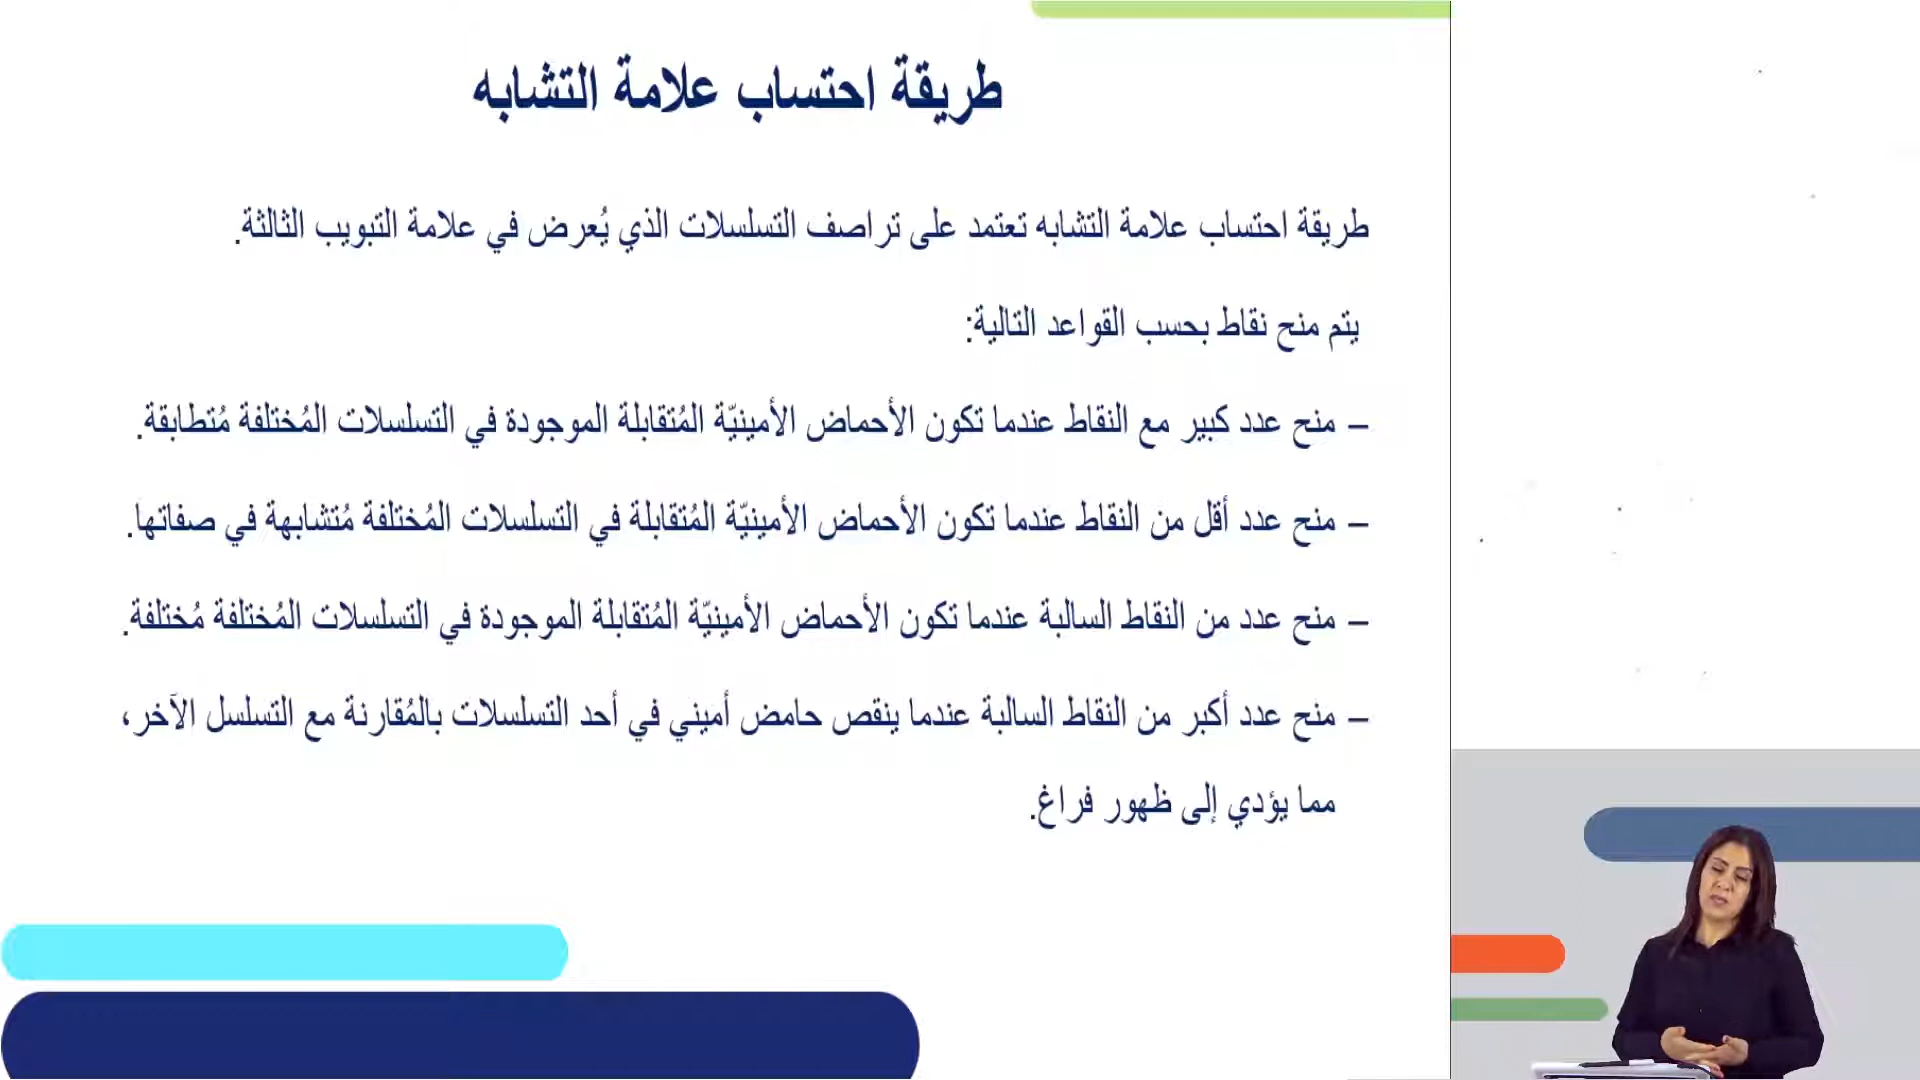 طريقة احتساب علامة التشابه
طريقة احتساب علامة التشابه تعتمد على تراصف التسلسلات الذي يُعرض في علامة التبويب الثالثة.
يتم منح نقاط بحسب القواعد التالية:
– منح عدد كبير مع النقاط عندما تكون الأحماض الأمينيّة المُتقابلة الموجودة في التسلسلات المُختلفة مُتطابقة.
– منح عدد أقل من النقاط عندما تكون الأحماض الأمينيّة المُتقابلة في التسلسلات المُختلفة مُتشابهة في صفاتها.
– منح عدد من النقاط السالبة عندما تكون الأحماض الأمينيّة المُتقابلة الموجودة في التسلسلات المُختلفة مُختلفة.
– منح عدد أكبر من النقاط السالبة عندما ينقص حامض أميني في أحد التسلسلات بالمُقارنة مع التسلسل الآخر،
مما يؤدي إلى ظهور فراغ.